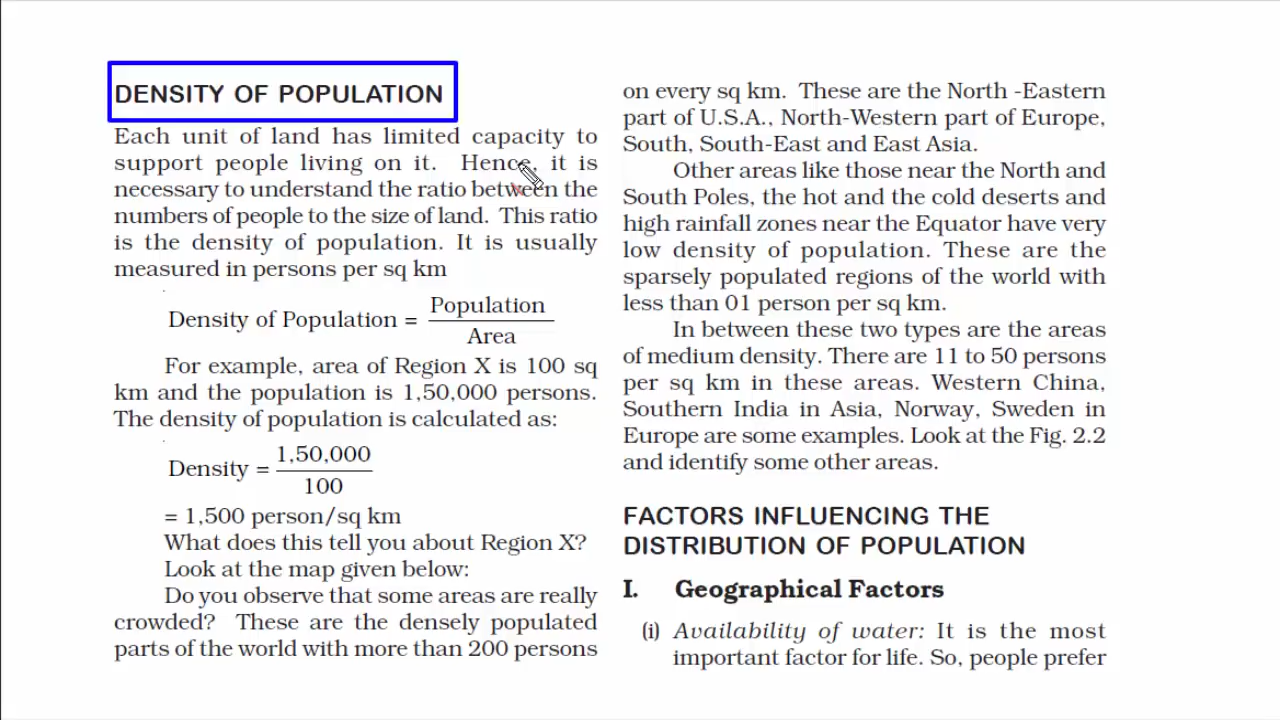 DENSITY OF POPULATION
Each unit of land has limited capacity to
support people living on it. Hence, it is
necessary to understand the ratio between the
numbers of people to the size of land. This ratio
is the density of population. It is usually
measured in persons per sq km
Density of Population = Population
Area
For example, area of Region X is 100 sq
km and the population is 1,50,000 persons.
The density of population is calculated as:
Density = 1,50,000
100
= 1,500 person/sq km
What does this tell you about Region X?
Look at the map given below:
Do you observe that some areas are really
crowded? These are the densely populated
parts of the world with more than 200 persons
on every sq km. These are the North -Eastern
part of U.S.A., North-Western part of Europe,
South, South-East and East Asia.
Other areas like those near the North and
South Poles, the hot and the cold deserts and
high rainfall zones near the Equator have very
low density of population. These are the
sparsely populated regions of the world with
less than 01 person per sq km.
In between these two types are the areas
of medium density. There are 11 to 50 persons
per sq km in these areas. Western China,
Southern India in Asia, Norway, Sweden in
Europe are some examples. Look at the Fig. 2.2
and identify some other areas.
FACTORS INFLUENCING THE
DISTRIBUTION OF POPULATION
I. Geographical Factors
(i) Availability of water: It is the most
important factor for life. So, people prefer